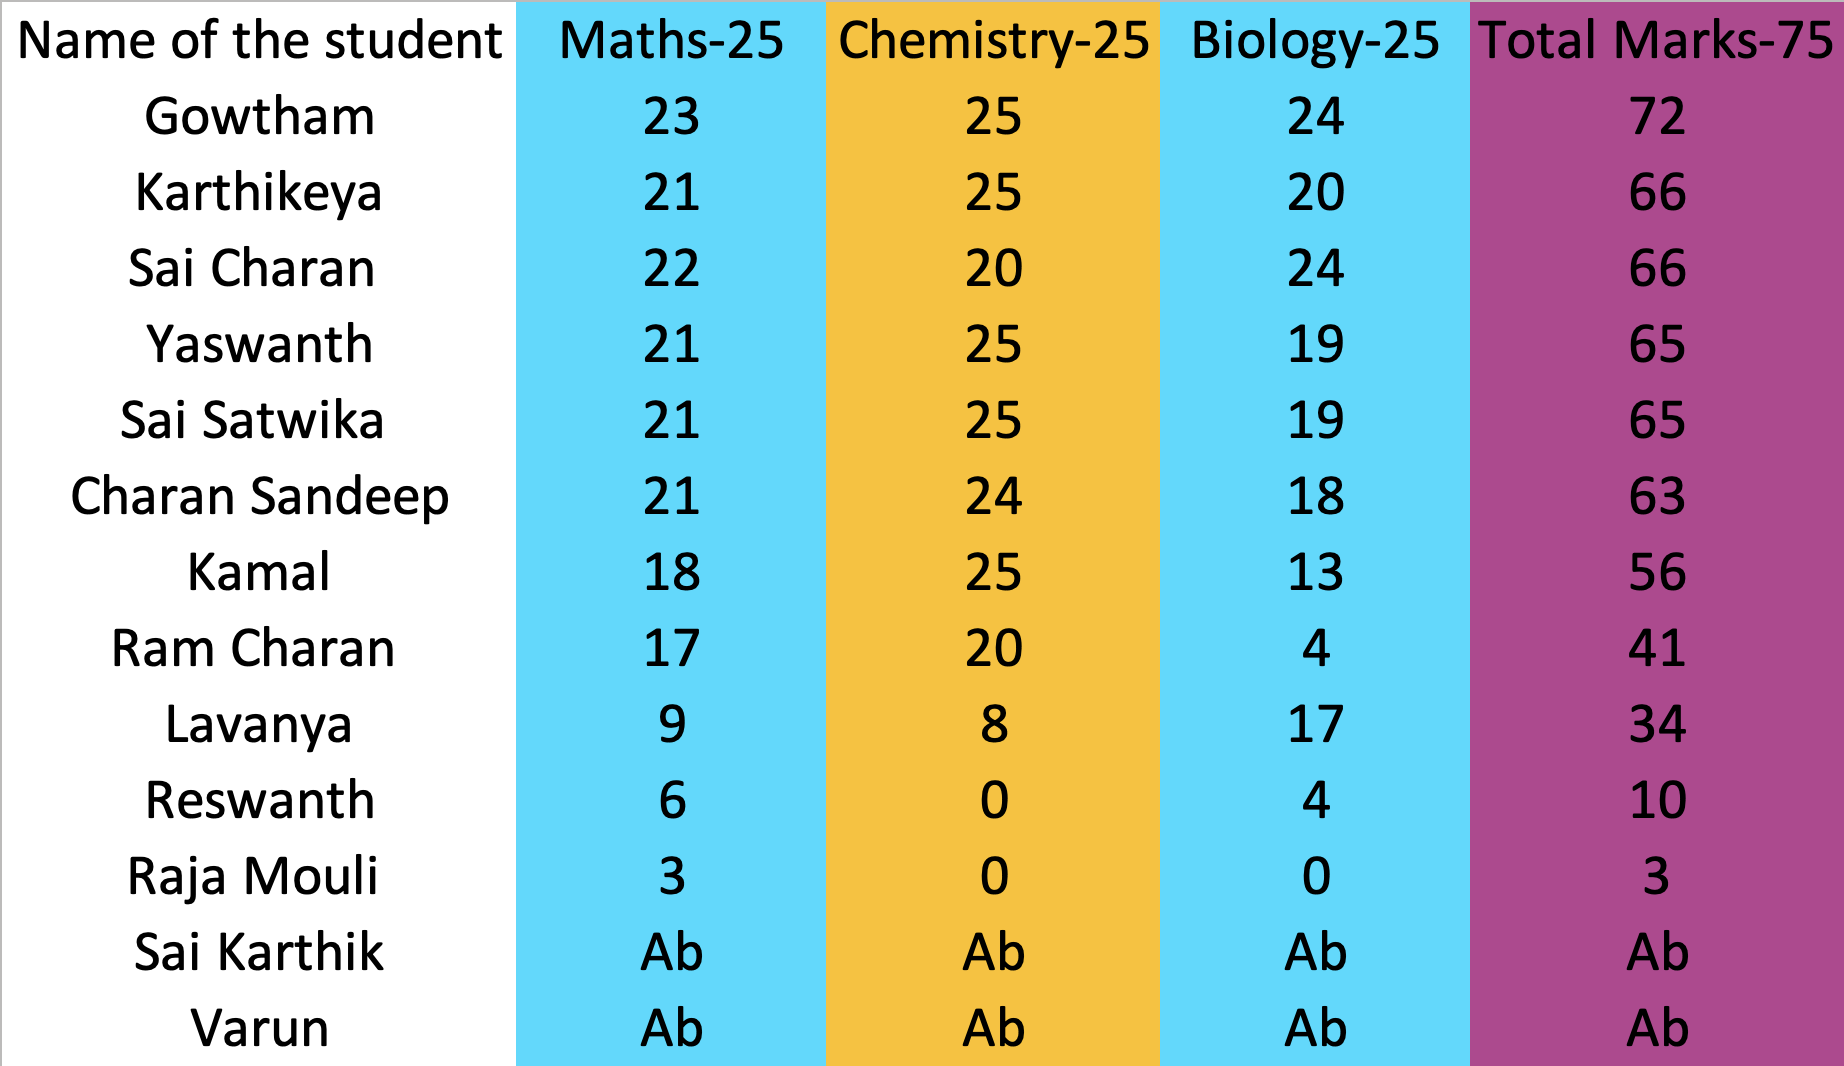 Name of the student Maths-25 Chemistry-25 Biology-25 Total Marks-75
Gowtham 23 25 24 72
Karthikeya 21 25 20 66
Sai Charan 22 20 24 66
Yaswanth 21 25 19 65
Sai Satwika 21 25 19 65
Charan Sandeep 21 24 18 63
Kamal 18 25 13 56
Ram Charan 17 20 4 41
Lavanya 9 8 17 34
Reswanth 6 0 4 10
Raja Mouli 3 0 0 3
Sai Karthik Ab Ab Ab Ab
Varun Ab Ab Ab Ab